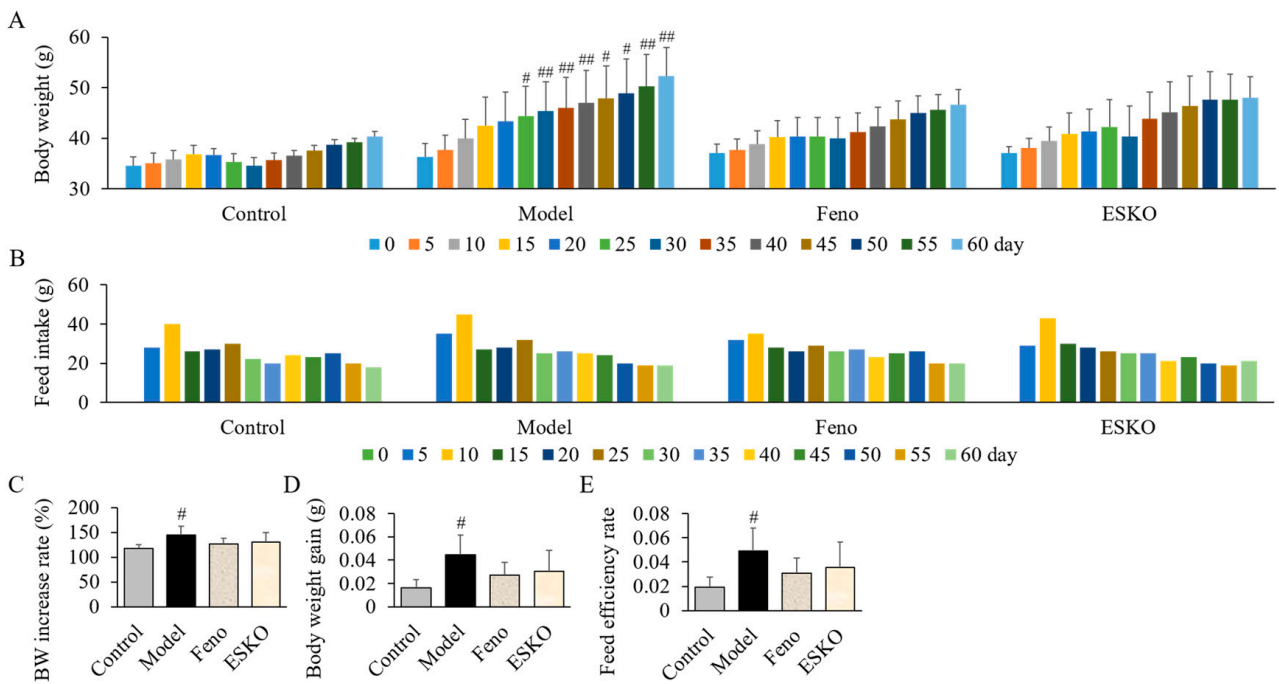 A
Body weight (g)
60
50
40
30
# ## ## ## # # ## ##
Control Model Feno ESKO
0 5 10 15 20 25 30 35 40 45 50 55 60 day
B
Feed intake (g)
60
40
20
0
Control Model Feno ESKO
0 5 10 15 20 25 30 35 40 45 50 55 60 day
C
BW increase rate (%)
200
150
100
50
0
#
Control Model Feno ESKO
D
Body weight gain (g)
0.08
0.06
0.04
0.02
0
#
Control Model Feno ESKO
E
Feed efficiency rate
0.08
0.06
0.04
0.02
0
#
Control Model Feno ESKO